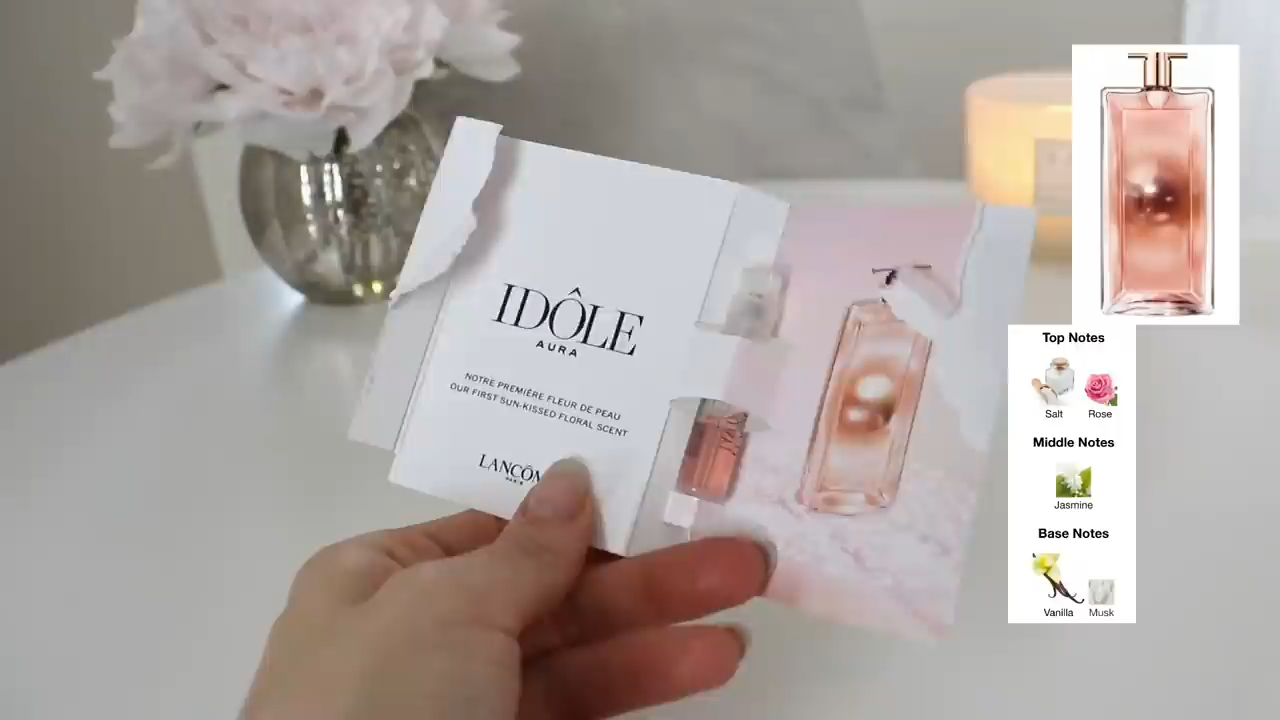 IDÔLE
AURA
NOTRE PREMIÈRE FLEUR DE PEAU
OUR FIRST SUN-KISSED FLORAL SCENT
PARIS
Top Notes
Salt Rose
Middle Notes
Jasmine
Base Notes
Vanilla Musk